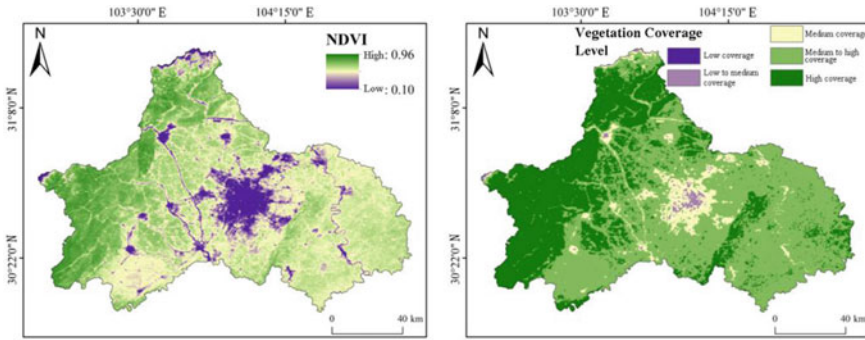 103°30'0" E
104°15'0" E
N
NDVI
High: 0.96
Low: 0.10
31°8'0" N
30°22'0" N
0
40 km
103°30'0" E
104°15'0" E
N
Vegetation Coverage
Level
Low coverage
Low to medium
coverage
Medium coverage
Medium to high
coverage
High coverage
31°8'0" N
30°22'0" N
0
40 km